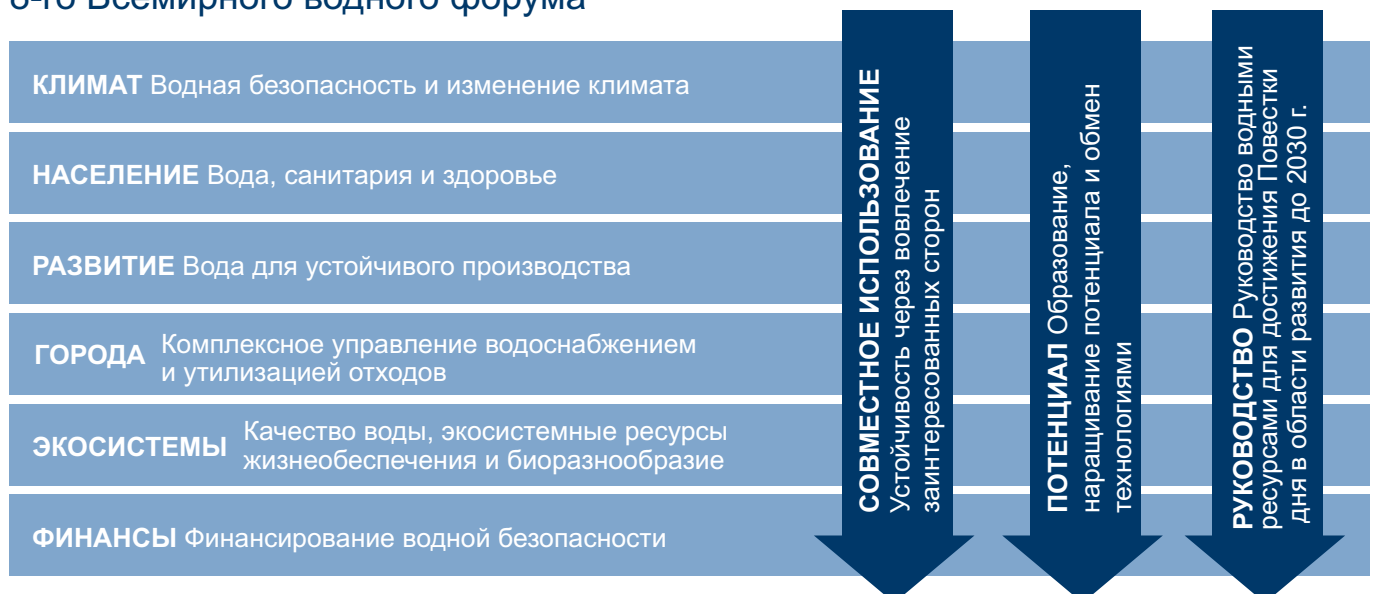 8-го Всемирного водного форума
КЛИМАТ Водная безопасность и изменение климата
НАСЕЛЕНИЕ Вода, санитария и здоровье
РАЗВИТИЕ Вода для устойчивого производства
ГОРОДА Комплексное управление водоснабжением
и утилизацией отходов
ЭКОСИСТЕМЫ Качество воды, экосистемные ресурсы
жизнеобеспечения и биоразнообразие
ФИНАНСЫ Финансирование водной безопасности
СОВМЕСТНОЕ ИСПОЛЬЗОВАНИЕ
Устойчивость через вовлечение
заинтересованных сторон
ПОТЕНЦИАЛ Образование,
наращивание потенциала и обмен
технологиями
РУКОВОДСТВО Руководство водными
ресурсами для достижения Повестки
дня в области развития до 2030 г.